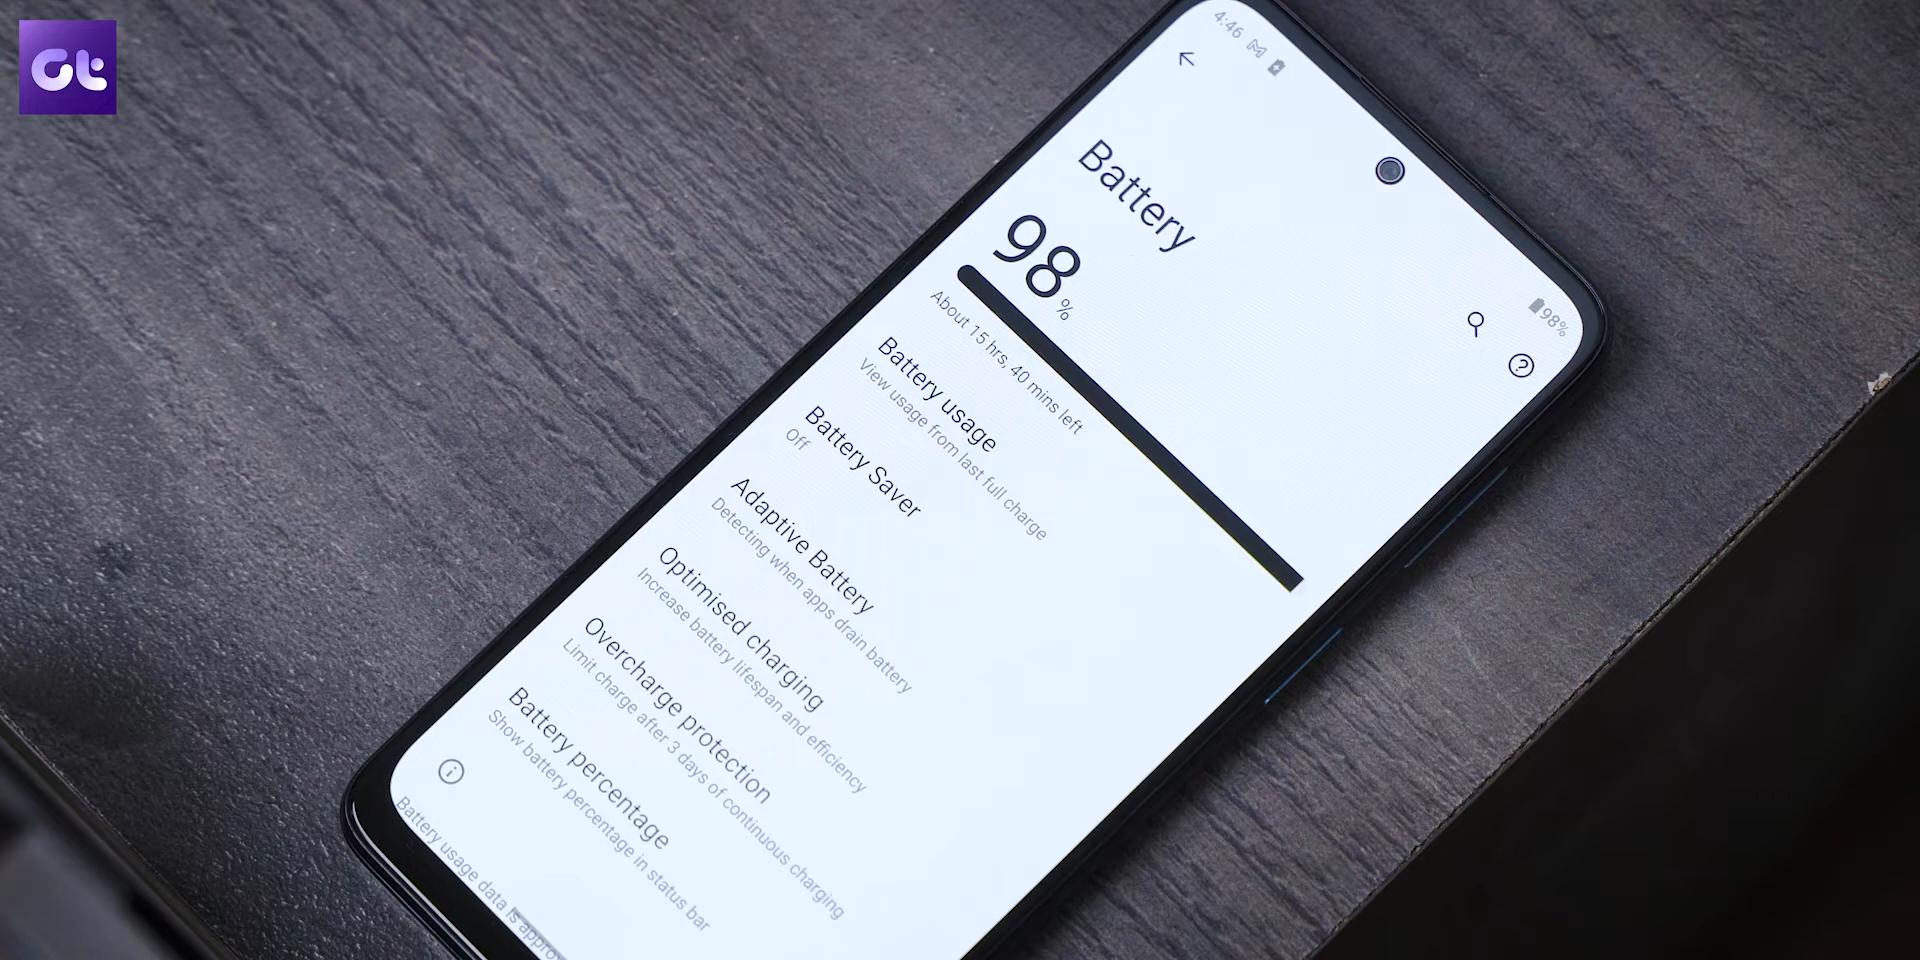 Gt
4:46
98%
Battery
98%
About 15 hrs, 40 mins left
Battery usage
View usage from last full charge
Battery Saver
Off
Adaptive Battery
Detecting when apps drain battery
Optimised charging
Increase battery lifespan and efficiency
Overcharge protection
Limit charge after 3 days of continuous charging
Battery percentage
Show battery percentage in status bar
Battery usage data is appro